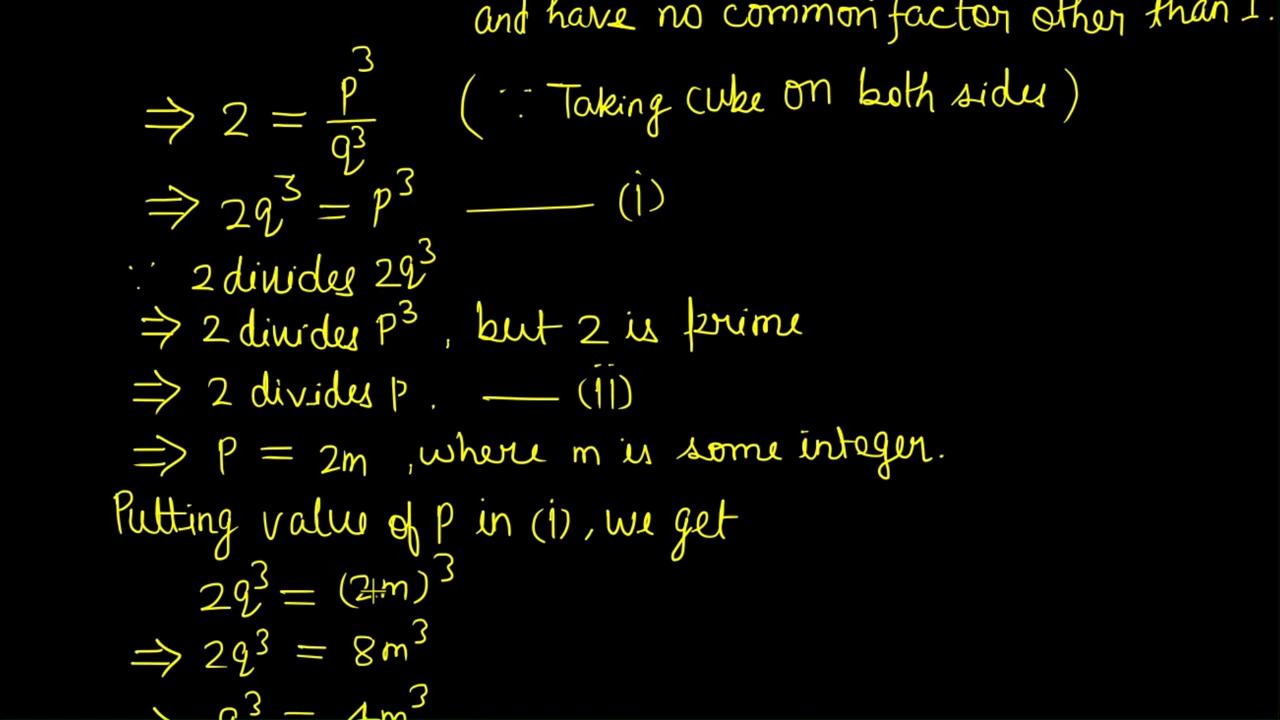 and have no common factor other than 1.
⇒ 2 = p³/q³ (∵ Taking cube on both sides)
⇒ 2q³ = p³ —— (i)
∵ 2 divides 2q³
⇒ 2 divides p³, but 2 is prime
⇒ 2 divides p. —— (ii)
⇒ p = 2m, where m is some integer.
Putting value of p in (i), we get
2q³ = (2m)³
⇒ 2q³ = 8m³
⇒ q³ = 4m³